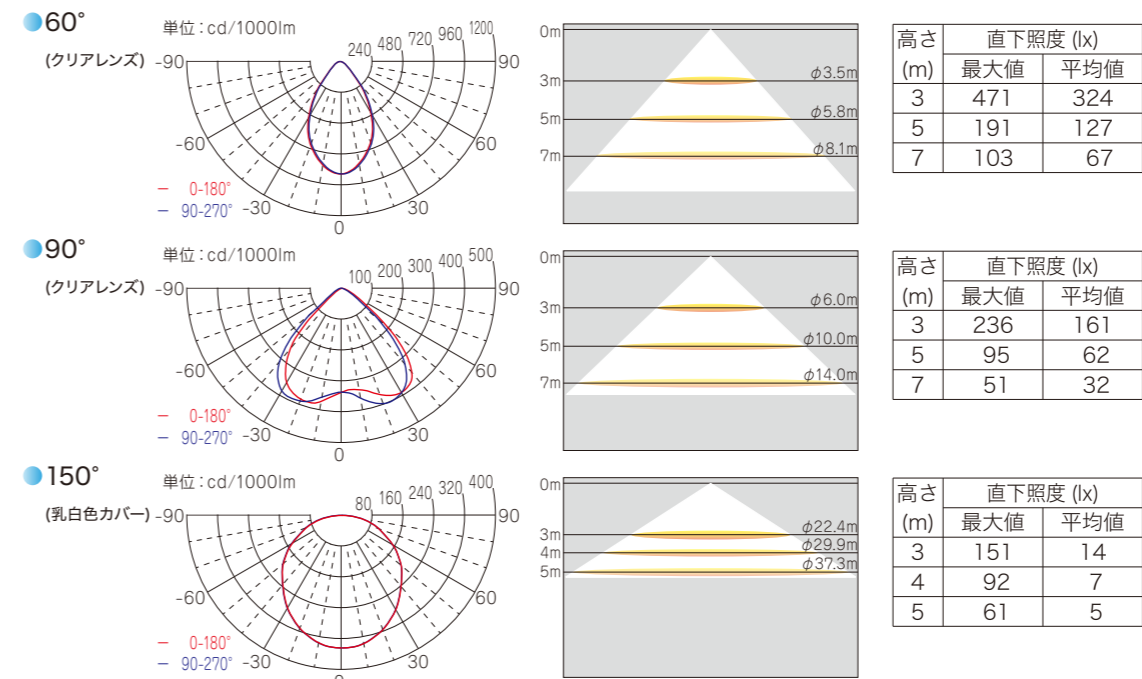 60°
(クリアレンズ)
単位:cd/1000lm
240 480 720 960 1200
-90 90
-60 60
-30 30
0
0-180°
90-270°
0m
3m φ3.5m
5m φ5.8m
7m φ8.1m
高さ(m) 直下照度 (lx)
最大値 平均値
3 471 324
5 191 127
7 103 67
90°
(クリアレンズ)
単位:cd/1000lm
100 200 300 400 500
-90 90
-60 60
-30 30
0
0-180°
90-270°
0m
3m φ6.0m
5m φ10.0m
7m φ14.0m
高さ(m) 直下照度 (lx)
最大値 平均値
3 236 161
5 95 62
7 51 32
150°
(乳白色カバー)
単位:cd/1000lm
80 160 240 320 400
-90 90
-60 60
-30 30
0
0-180°
90-270°
0m
3m φ22.4m
4m φ29.9m
5m φ37.3m
高さ(m) 直下照度 (lx)
最大値 平均値
3 151 14
4 92 7
5 61 5